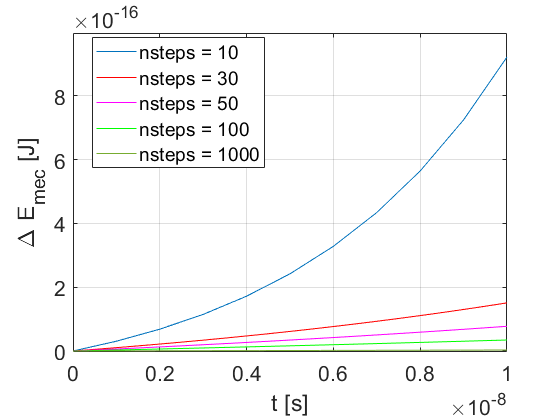 ×10⁻¹⁶
nsteps = 10
nsteps = 30
nsteps = 50
nsteps = 100
nsteps = 1000
8
6
4
2
0
Δ E_mec [J]
0 0.2 0.4 0.6 0.8 1
t [s]
×10⁻⁸